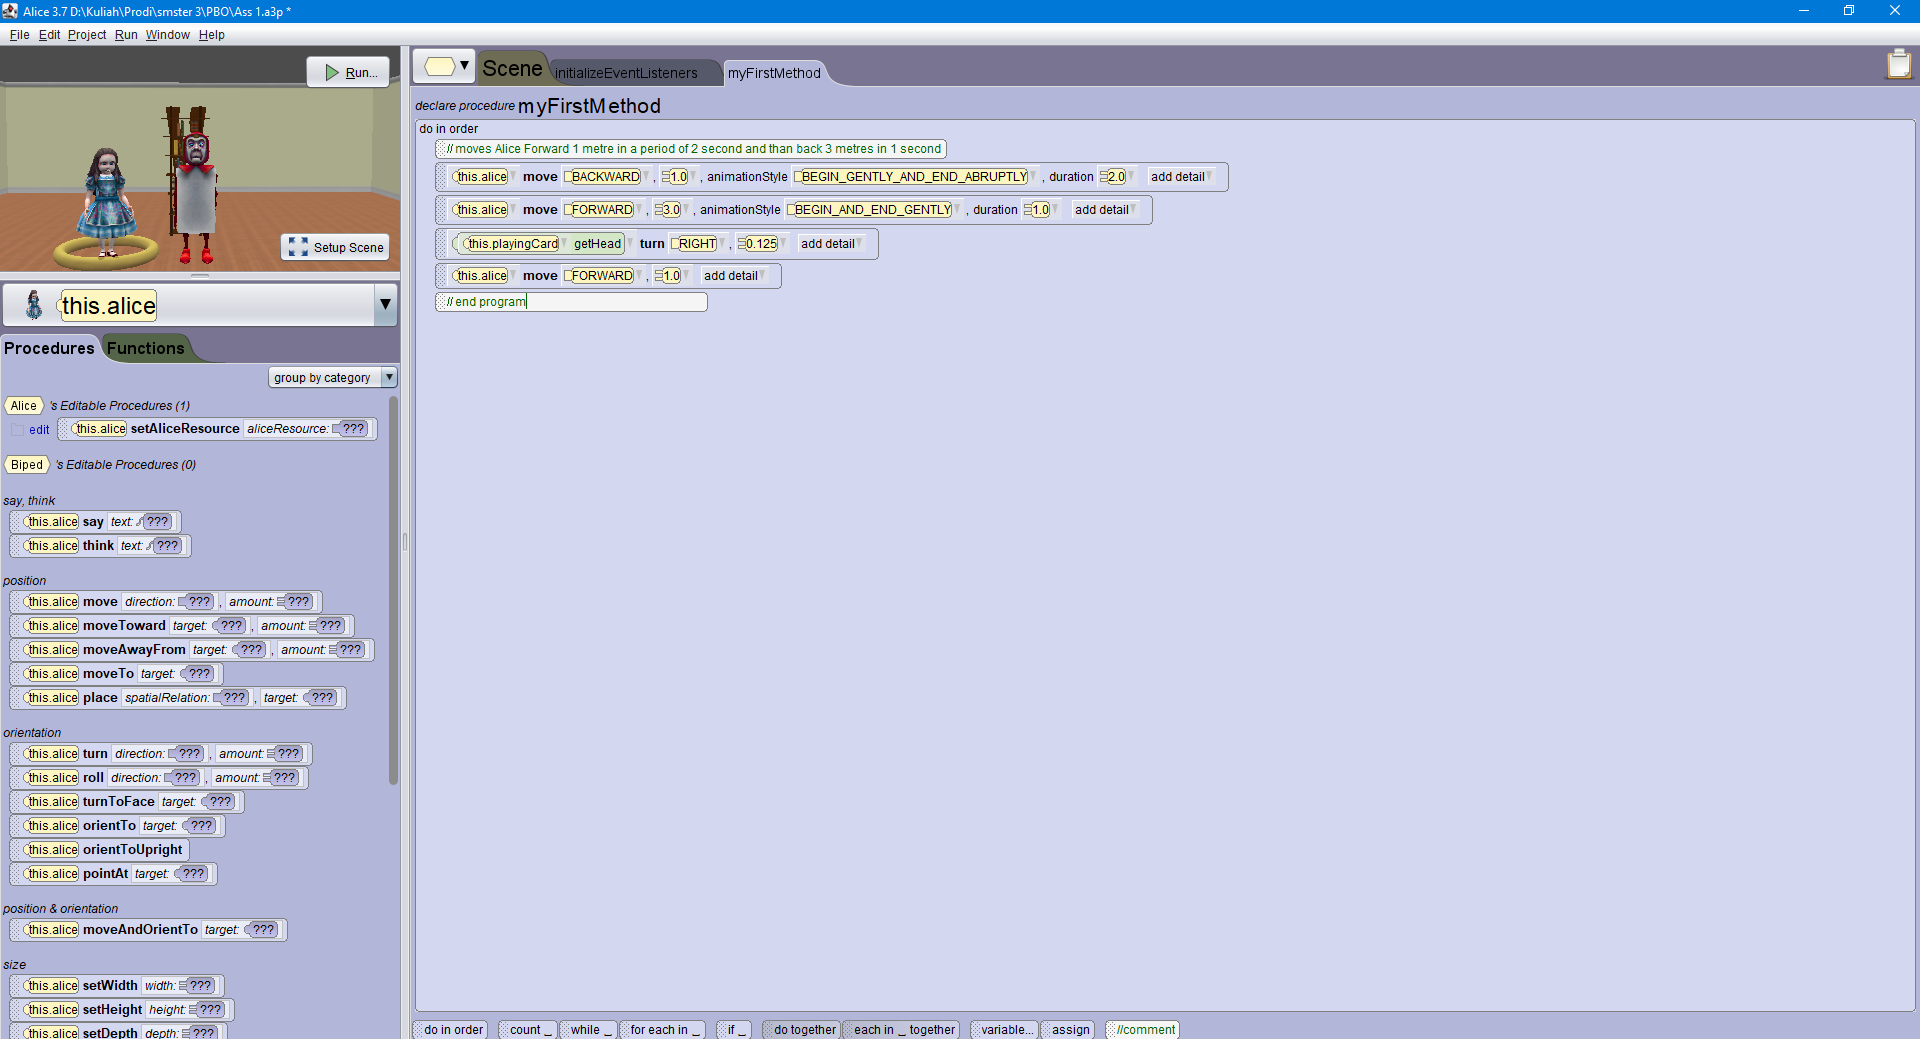 Alice 3.7 D:\Kuliah\Prodi\smster 3\PBO\Ass 1.a3p *
File Edit Project Run Window Help
Run...
Setup Scene
this.alice
Procedures Functions
group by category
Alice 's Editable Procedures (1)
edit this.alice setAliceResource aliceResource: ???
Biped 's Editable Procedures (0)
say, think
this.alice say text: ???
this.alice think text: ???
position
this.alice move direction: ??? , amount: ???
this.alice moveToward target: ??? , amount: ???
this.alice moveAwayFrom target: ??? , amount: ???
this.alice moveTo target: ???
this.alice place spatialRelation: ??? , target: ???
orientation
this.alice turn direction: ??? , amount: ???
this.alice roll direction: ??? , amount: ???
this.alice turnToFace target: ???
this.alice orientTo target: ???
this.alice orientToUpright
this.alice pointAt target: ???
position & orientation
this.alice moveAndOrientTo target: ???
size
this.alice setWidth width: ???
this.alice setHeight height: ???
this.alice setDepth depth: ???
Scene initializeEventListeners myFirstMethod
declare procedure myFirstMethod
do in order
// moves Alice Forward 1 metre in a period of 2 second and than back 3 metres in 1 second
this.alice move BACKWARD , 1.0 , animationStyle BEGIN_GENTLY_AND_END_ABRUPTLY , duration 2.0 add detail
this.alice move FORWARD , 3.0 , animationStyle BEGIN_AND_END_GENTLY , duration 1.0 add detail
this.playingCard getHead turn RIGHT , 0.125 add detail
this.alice move FORWARD , 1.0 add detail
// end program
do in order count _ while _ for each in _ if _ do together each in _ together variable... assign //comment